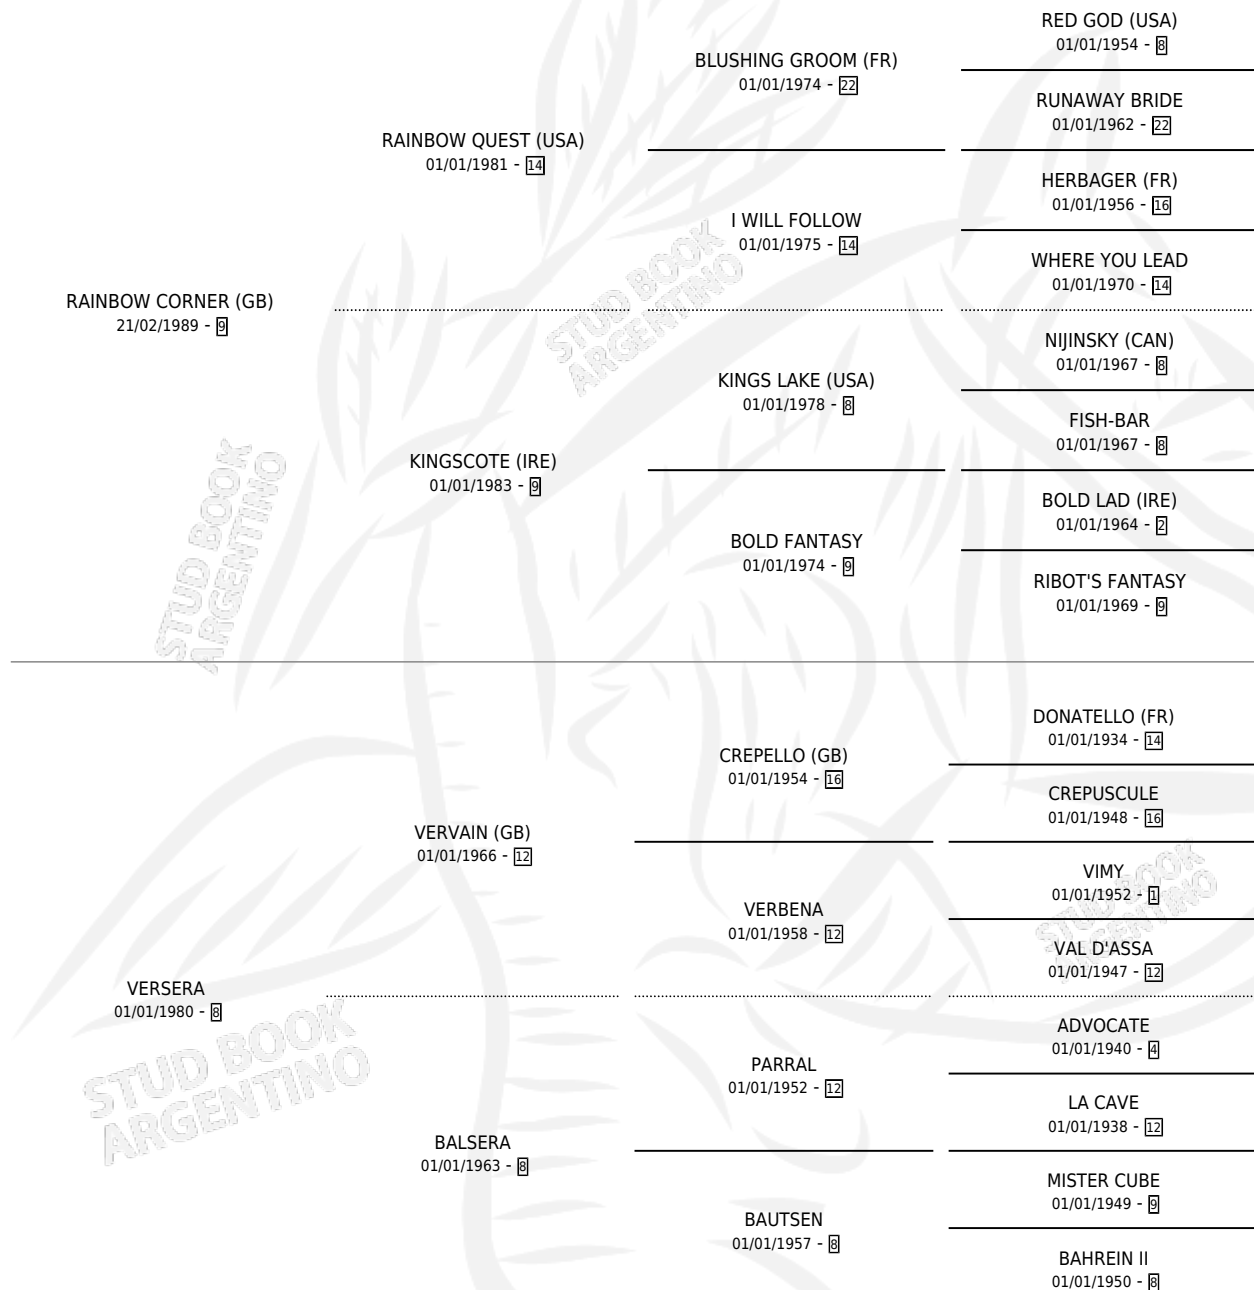 RED GOD (USA)
01/01/1954 - 8
BLUSHING GROOM (FR)
01/01/1974 - 22
RUNAWAY BRIDE
01/01/1962 - 22
RAINBOW QUEST (USA)
01/01/1981 - 14
HERBAGER (FR)
01/01/1956 - 16
I WILL FOLLOW
01/01/1975 - 14
WHERE YOU LEAD
01/01/1970 - 14
RAINBOW CORNER (GB)
21/02/1989 - 9
STUD BOOK
ARGENTINO
NIJINSKY (CAN)
01/01/1967 - 8
KINGS LAKE (USA)
01/01/1978 - 8
FISH-BAR
01/01/1967 - 8
KINGSCOTE (IRE)
01/01/1983 - 9
BOLD LAD (IRE)
01/01/1964 - 2
BOLD FANTASY
01/01/1974 - 9
RIBOT'S FANTASY
01/01/1969 - 9
STUD BOOK
ARGENTINO
DONATELLO (FR)
01/01/1934 - 14
CREPELLO (GB)
01/01/1954 - 16
CREPUSCULE
01/01/1948 - 16
VERVAIN (GB)
01/01/1966 - 12
VIMY
01/01/1952 - 1
VERBENA
01/01/1958 - 12
STUD BOOK
ARGENTINO
VAL D'ASSA
01/01/1947 - 12
VERSERA
01/01/1980 - 8
ADVOCATE
01/01/1940 - 4
PARRAL
01/01/1952 - 12
LA CAVE
01/01/1938 - 12
STUD BOOK
ARGENTINO
BALSERA
01/01/1963 - 8
MISTER CUBE
01/01/1949 - 9
BAUTSEN
01/01/1957 - 8
BAHREIN II
01/01/1950 - 8